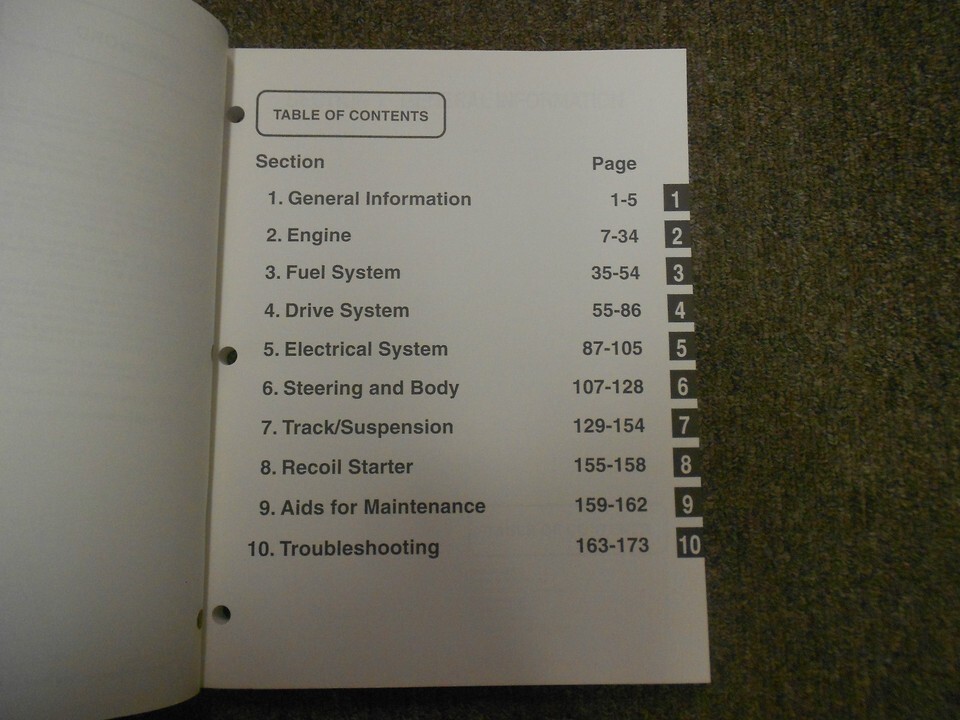 TABLE OF CONTENTS
Section Page
1. General Information 1-5 1
2. Engine 7-34 2
3. Fuel System 35-54 3
4. Drive System 55-86 4
5. Electrical System 87-105 5
6. Steering and Body 107-128 6
7. Track/Suspension 129-154 7
8. Recoil Starter 155-158 8
9. Aids for Maintenance 159-162 9
10. Troubleshooting 163-173 10